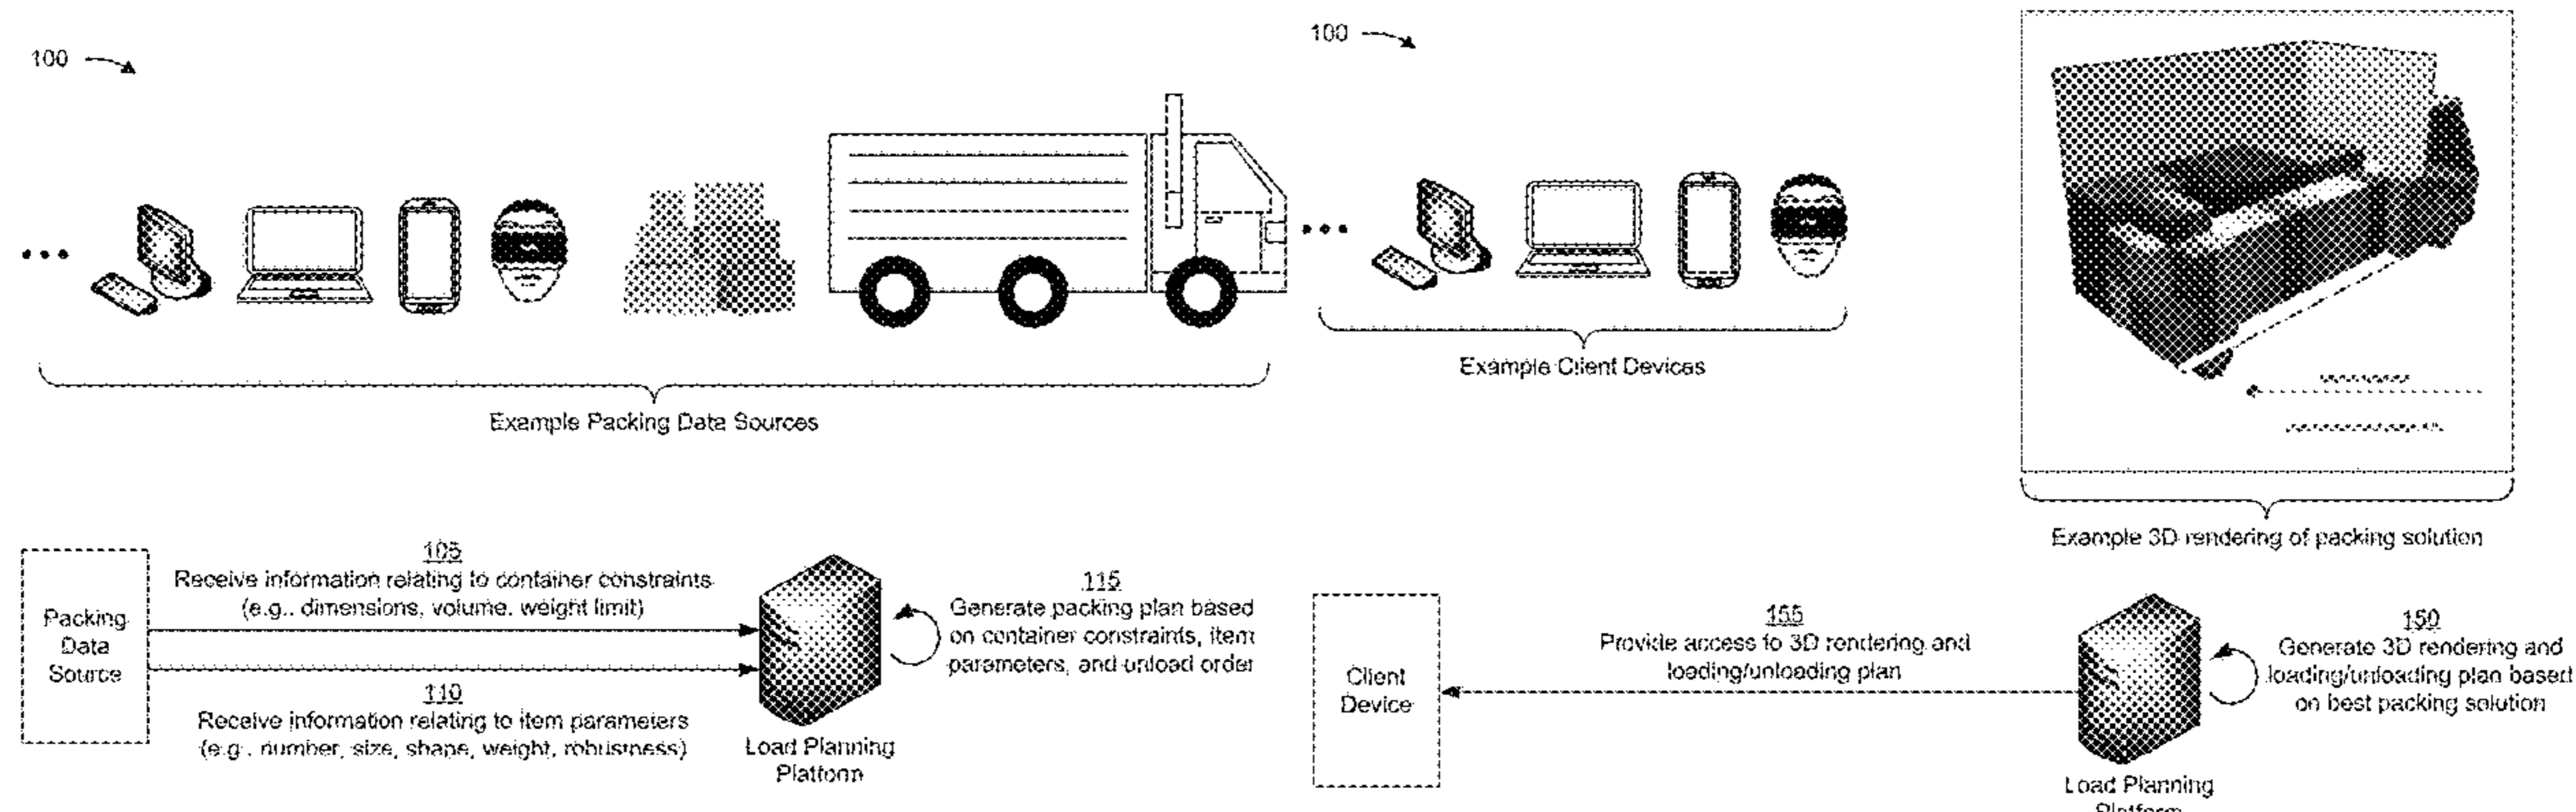 100
Example Packing Data Sources
105
Receive information relating to container constraints
(e.g., dimensions, volume, weight limit)
Packing
Data
Source
110
Receive information relating to item parameters
(e.g., number, size, shape, weight, robustness)
Load Planning
Platform
115
Generate packing plan based
on container constraints, item
parameters, and unload order
100
Example Client Devices
Example 3D rendering of packing solution
Client
Device
155
Provide access to 3D rendering and
loading/unloading plan
150
Generate 3D rendering and
loading/unloading plan based
on best packing solution
Load Planning
Platform